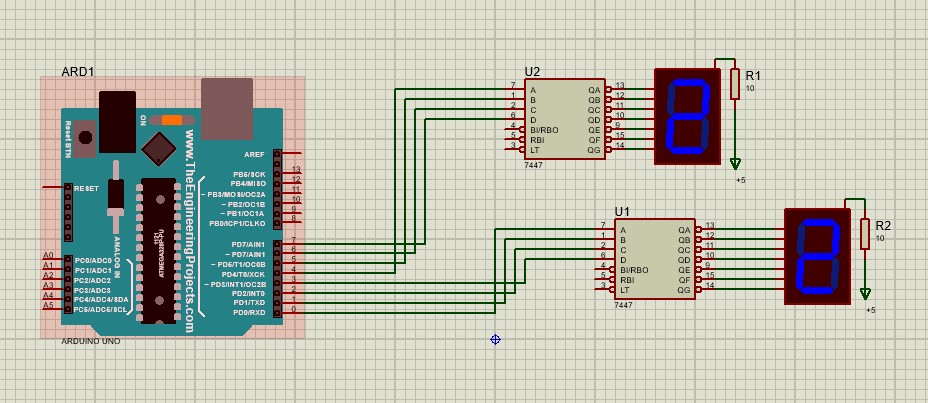 ARD1
ARDUINO UNO
Reset BTN
ON
www.TheEngineeringProjects.com
RESET
ANALOG IN
A0 PC0/ADC0
A1 PC1/ADC1
A2 PC2/ADC2
A3 PC3/ADC3
A4 PC4/ADC4/SDA
A5 PC5/ADC5/SCL
AREF
PB5/SCK 13
PB4/MISO 12
~ PB3/MOSI/OC2A 11
~ PB2/OC1B 10
~ PB1/OC1A 9
PB0/ICP1/CLKO 8
PD7/AIN1 7
~ PD7/AIN1 6
~ PD5/T1/OC0B 5
PD4/T0/XCK 4
~ PD3/INT1/OC2B 3
PD2/INT0 2
PD1/TXD 1
PD0/RXD 0
U2
7 A QA 13
1 B QB 12
2 C QC 11
6 D QD 10
4 BI/RBO QE 9
5 RBI QF 15
3 LT QG 14
7447
R1
10
+5
U1
7 A QA 13
1 B QB 12
2 C QC 11
6 D QD 10
4 BI/RBO QE 9
5 RBI QF 15
3 LT QG 14
7447
R2
10
+5